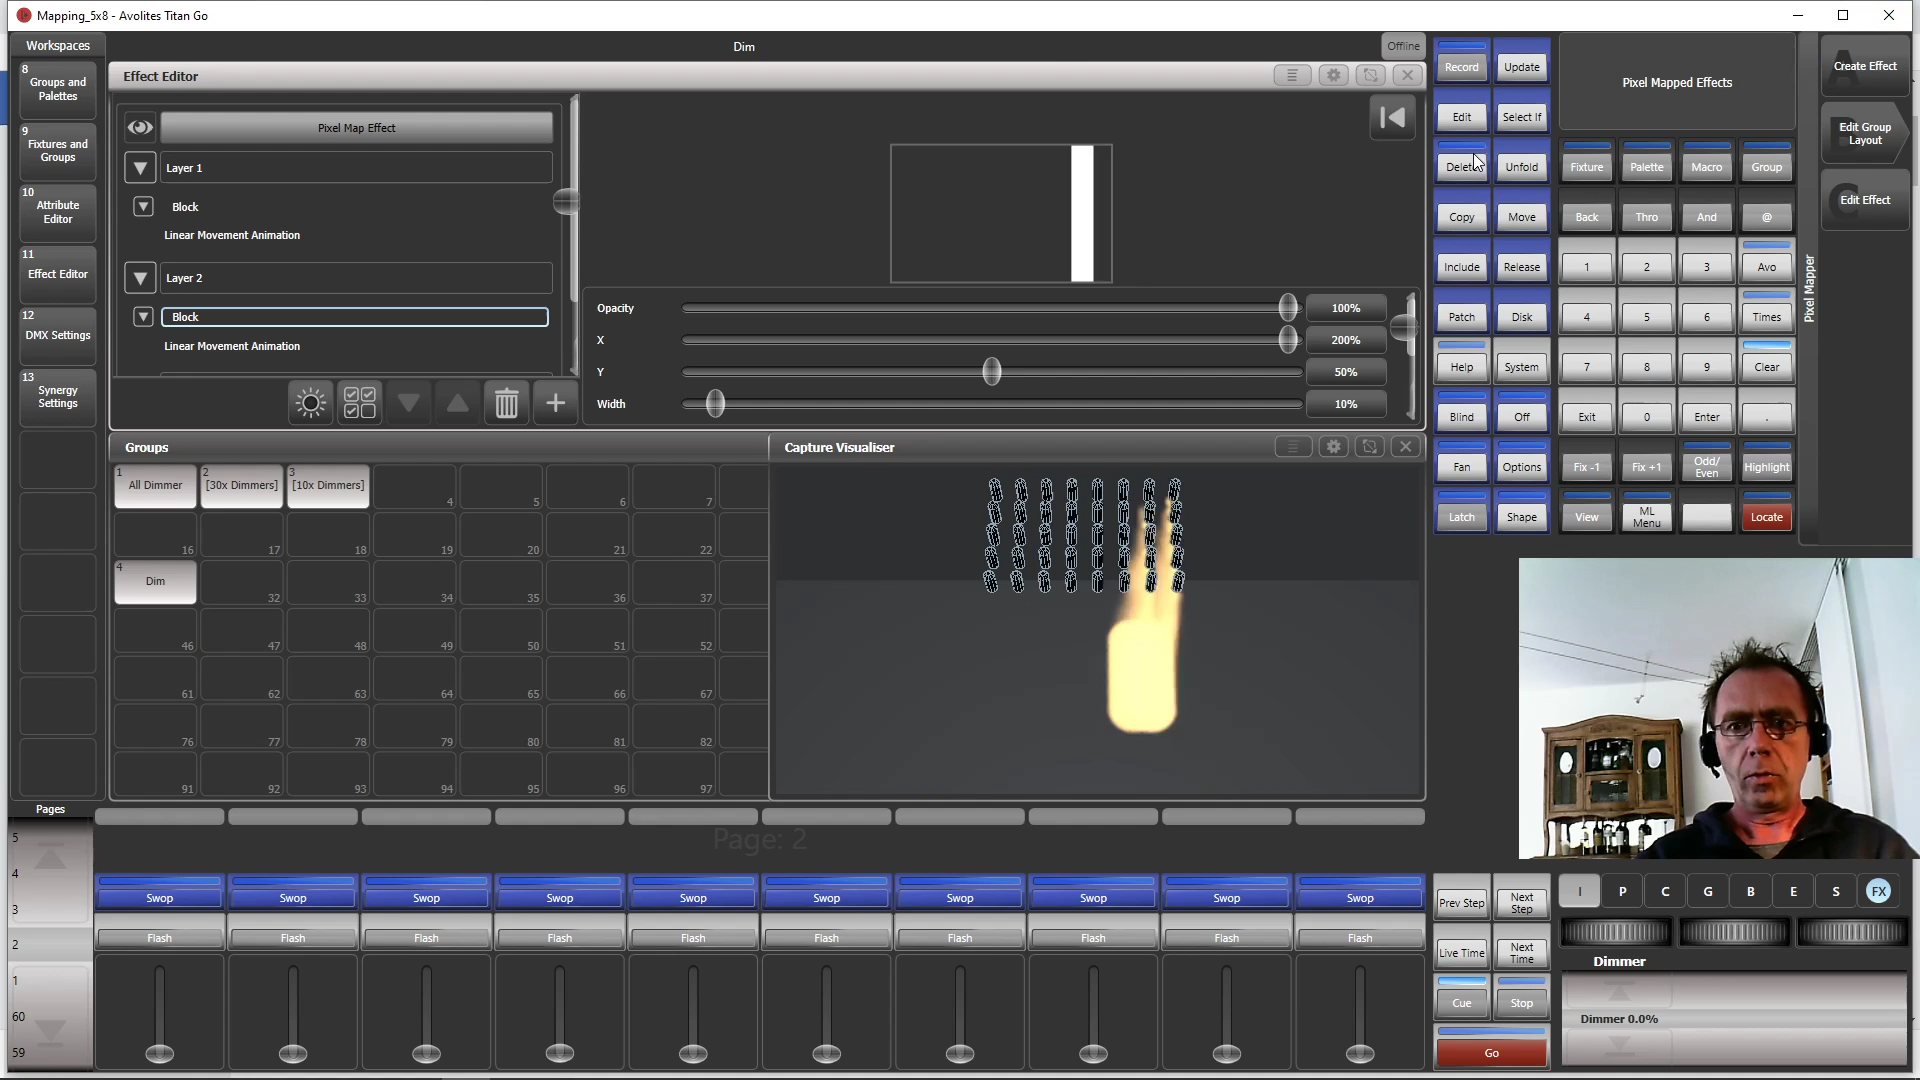 Mapping_5x8 - Avolites Titan Go
Workspaces
8
Groups and
Palettes
9
Fixtures and
Groups
10
Attribute
Editor
11
Effect Editor
12
DMX Settings
13
Synergy
Settings
Dim
Offline
Effect Editor
Pixel Map Effect
Layer 1
Block
Linear Movement Animation
Layer 2
Block
Linear Movement Animation
Opacity
100%
X
200%
Y
50%
Width
10%
Groups
1
All Dimmer
2
[30x Dimmers]
3
[10x Dimmers]
4
5
6
7
16
17
18
19
20
21
22
4
Dim
32
33
34
35
36
37
46
47
48
49
50
51
52
61
62
63
64
65
66
67
76
77
78
79
80
81
82
91
92
93
94
95
96
97
Capture Visualiser
Record
Update
Edit
Select If
Delete
Unfold
Copy
Move
Include
Release
Patch
Disk
Help
System
Blind
Off
Fan
Options
Latch
Shape
Pixel Mapped Effects
Fixture
Palette
Macro
Group
Back
Thro
And
@
1
2
3
Avo
4
5
6
Times
7
8
9
Clear
Exit
0
Enter
.
Fix -1
Fix +1
Odd/
Even
Highlight
View
ML
Menu
Locate
Pixel Mapper
A
Create Effect
B
Edit Group
Layout
C
Edit Effect
Pages
5
4
3
2
1
60
59
Page: 2
Swop
Swop
Swop
Swop
Swop
Swop
Swop
Swop
Swop
Swop
Flash
Flash
Flash
Flash
Flash
Flash
Flash
Flash
Flash
Flash
Prev Step
Next
Step
Live Time
Next
Time
Cue
Stop
Go
I
P
C
G
B
E
S
FX
Dimmer
Dimmer 0.0%